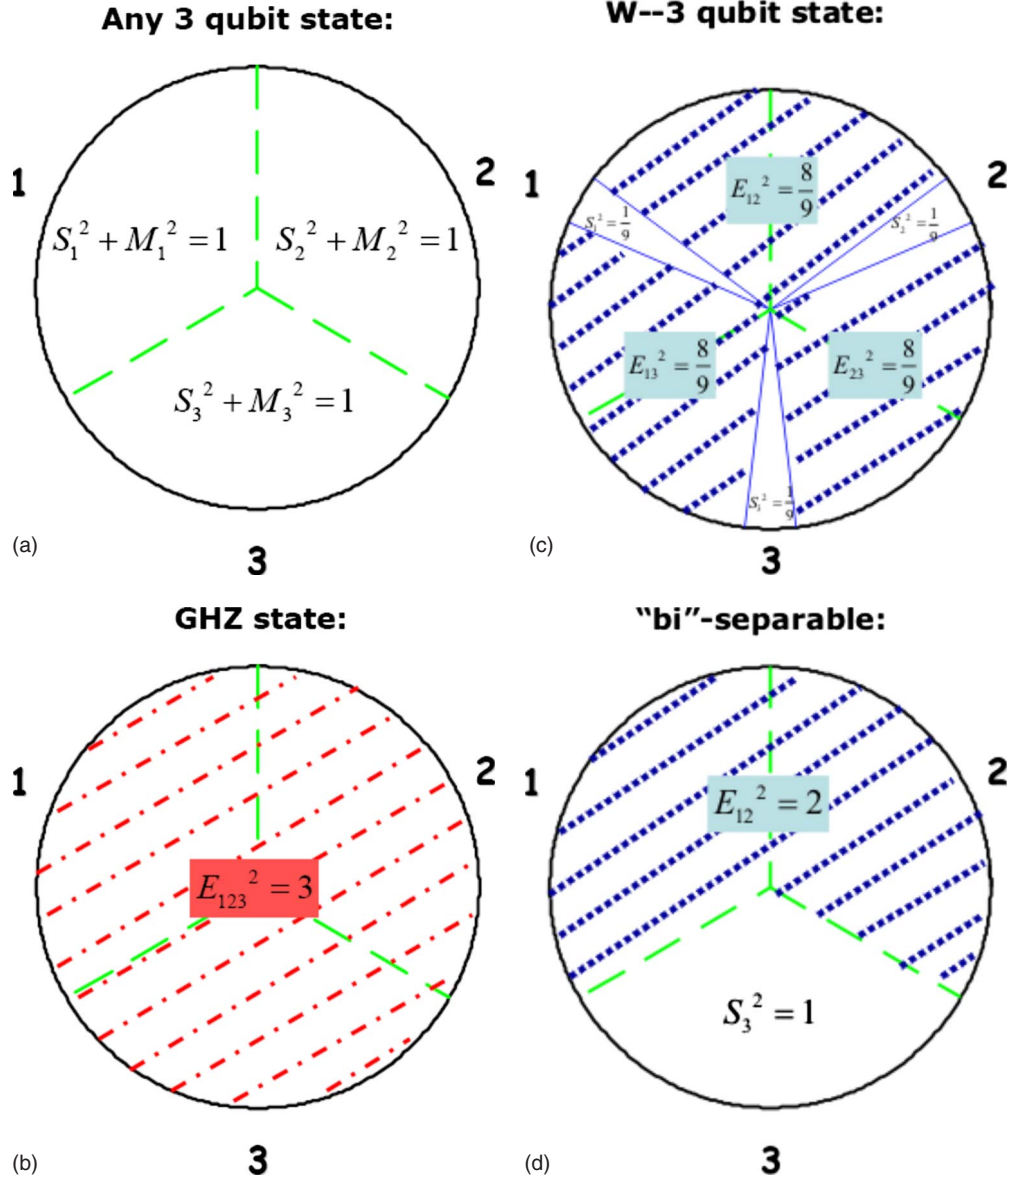 Any 3 qubit state:
1
2
S₁² + M₁² = 1
S₂² + M₂² = 1
S₃² + M₃² = 1
(a)
3
W--3 qubit state:
1
2
E₁₂² = 8/9
S₁² = 1/9
S₂² = 1/9
E₁₃² = 8/9
E₂₃² = 8/9
S₃² = 1/9
(c)
3
GHZ state:
1
2
E₁₂₃² = 3
(b)
3
“bi”-separable:
1
2
E₁₂² = 2
S₃² = 1
(d)
3